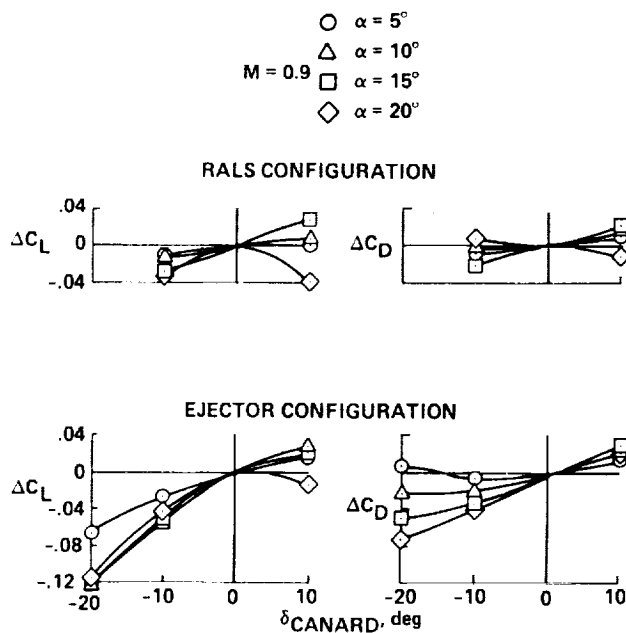 α = 5°
α = 10°
M = 0.9
α = 15°
α = 20°
RALS CONFIGURATION
.04
ΔCL
0
-.04
ΔCD
EJECTOR CONFIGURATION
.04
0
ΔCL
-.04
-.08
-.12
ΔCD
-20 -10 0 10 -20 -10 0 10
δCANARD, deg